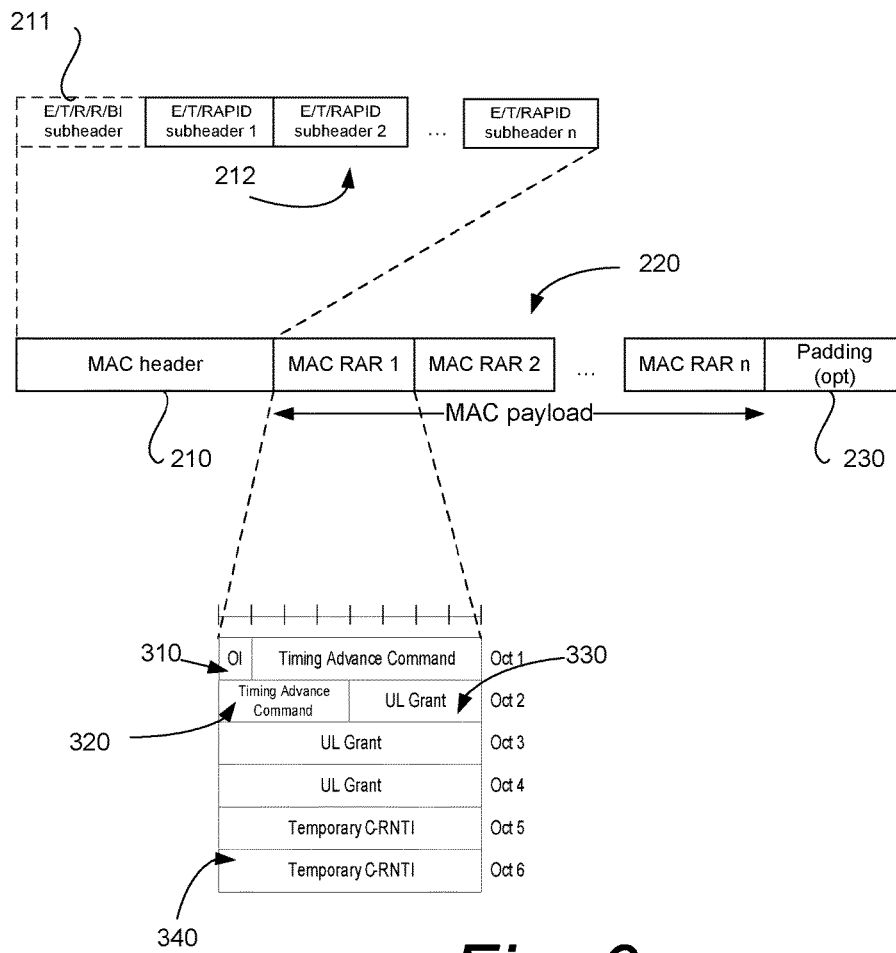 211
E/T/R/R/BI
subheader
E/T/RAPID
subheader 1
E/T/RAPID
subheader 2
...
E/T/RAPID
subheader n
212
220
MAC header
MAC RAR 1
MAC RAR 2
...
MAC RAR n
Padding
(opt)
MAC payload
210
230
310
OI
Timing Advance Command
Oct 1
330
Timing Advance
Command
UL Grant
Oct 2
320
UL Grant
Oct 3
UL Grant
Oct 4
Temporary C-RNTI
Oct 5
Temporary C-RNTI
Oct 6
340